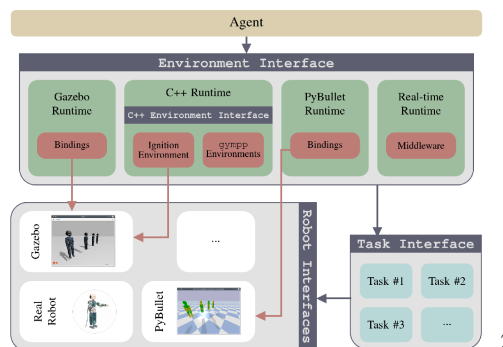 Agent
Environment Interface
Gazebo
Runtime
Bindings
C++ Runtime
C++ Environment Interface
Ignition
Environment
gympp
Environments
PyBullet
Runtime
Bindings
Real-time
Runtime
Middleware
Gazebo
...
Real
Robot
PyBullet
Robot Interfaces
Task Interface
Task #1
Task #2
Task #3
...